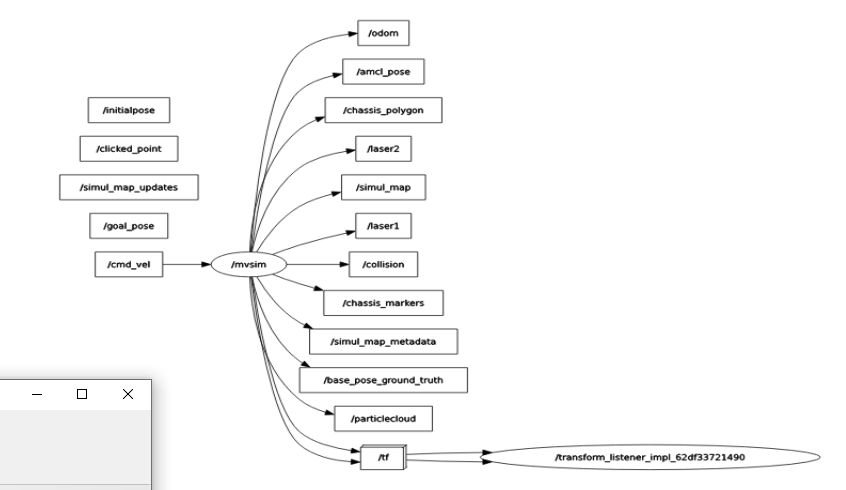 /odom
/amcl_pose
/initialpose
/chassis_polygon
/clicked_point
/laser2
/simul_map_updates
/simul_map
/goal_pose
/laser1
/cmd_vel
/mvsim
/collision
/chassis_markers
/simul_map_metadata
/base_pose_ground_truth
/particlecloud
/tf
/transform_listener_impl_62df33721490